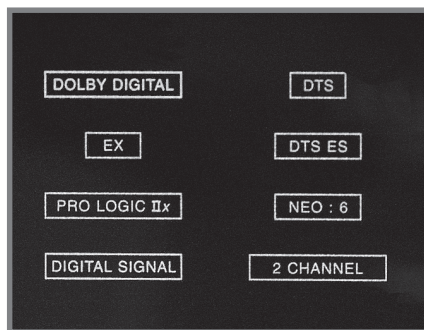 DOLBY DIGITAL
DTS
EX
DTS ES
PRO LOGIC IIx
NEO : 6
DIGITAL SIGNAL
2 CHANNEL